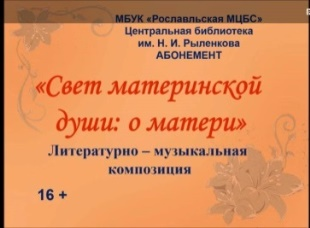 МБУК «Рославльская МЦБС»
Центральная библиотека
им. Н. И. Рыленкова
АБОНЕМЕНТ
«Свет материнской
души: о матери»
Литературно – музыкальная
композиция
16 +